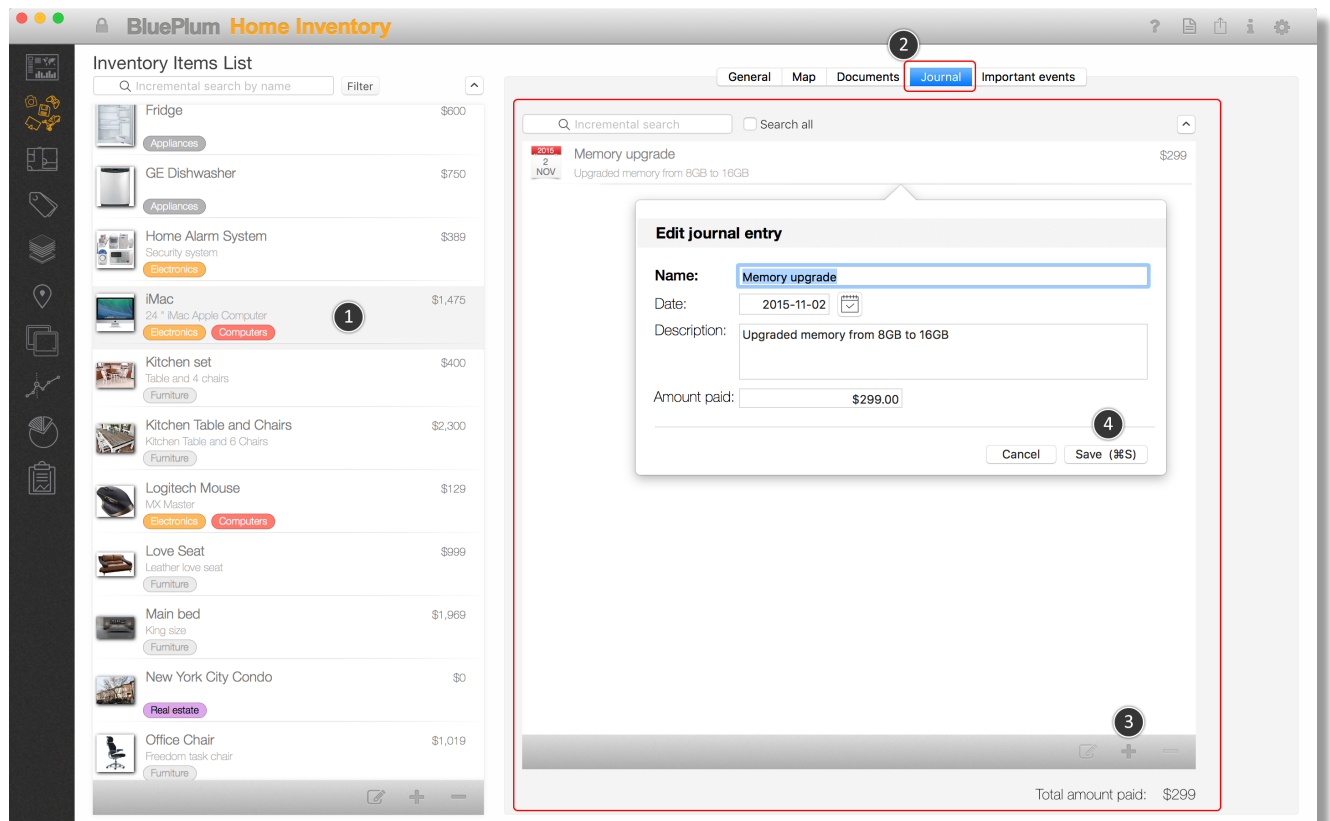 BluePlum Home Inventory
?
2
Inventory Items List
Incremental search by name
Filter
Fridge
$600
Appliances
GE Dishwasher
$750
Appliances
Home Alarm System
$389
Security system
Electronics
iMac
$1,475
24 " iMac Apple Computer
Electronics Computers
1
Kitchen set
$400
Table and 4 chairs
Furniture
Kitchen Table and Chairs
$2,300
Kitchen Table and 6 Chairs
Furniture
Logitech Mouse
$129
MX Master
Electronics Computers
Love Seat
$999
Leather love seat
Furniture
Main bed
$1,969
King size
Furniture
New York City Condo
$0
Real estate
Office Chair
$1,019
Freedom task chair
Furniture
General Map Documents Journal Important events
Incremental search
Search all
2015
2
NOV
Memory upgrade
$299
Upgraded memory from 8GB to 16GB
Edit journal entry
Name: Memory upgrade
Date: 2015-11-02
Description: Upgraded memory from 8GB to 16GB
Amount paid: $299.00
4
Cancel Save (⌘S)
3
Total amount paid: $299